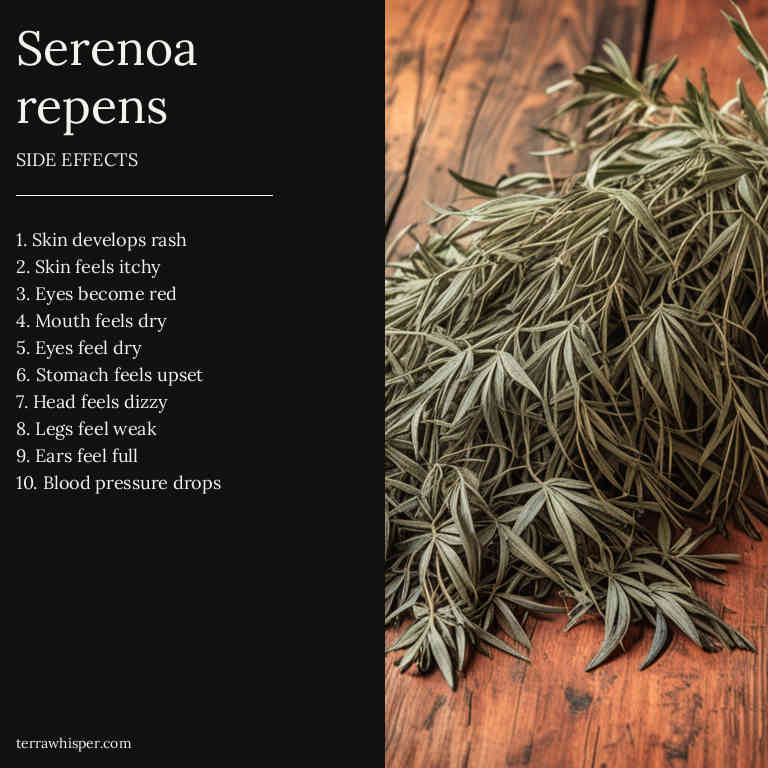 Serenoa
repens
SIDE EFFECTS
1. Skin develops rash
2. Skin feels itchy
3. Eyes become red
4. Mouth feels dry
5. Eyes feel dry
6. Stomach feels upset
7. Head feels dizzy
8. Legs feel weak
9. Ears feel full
10. Blood pressure drops
terrawhisper.com